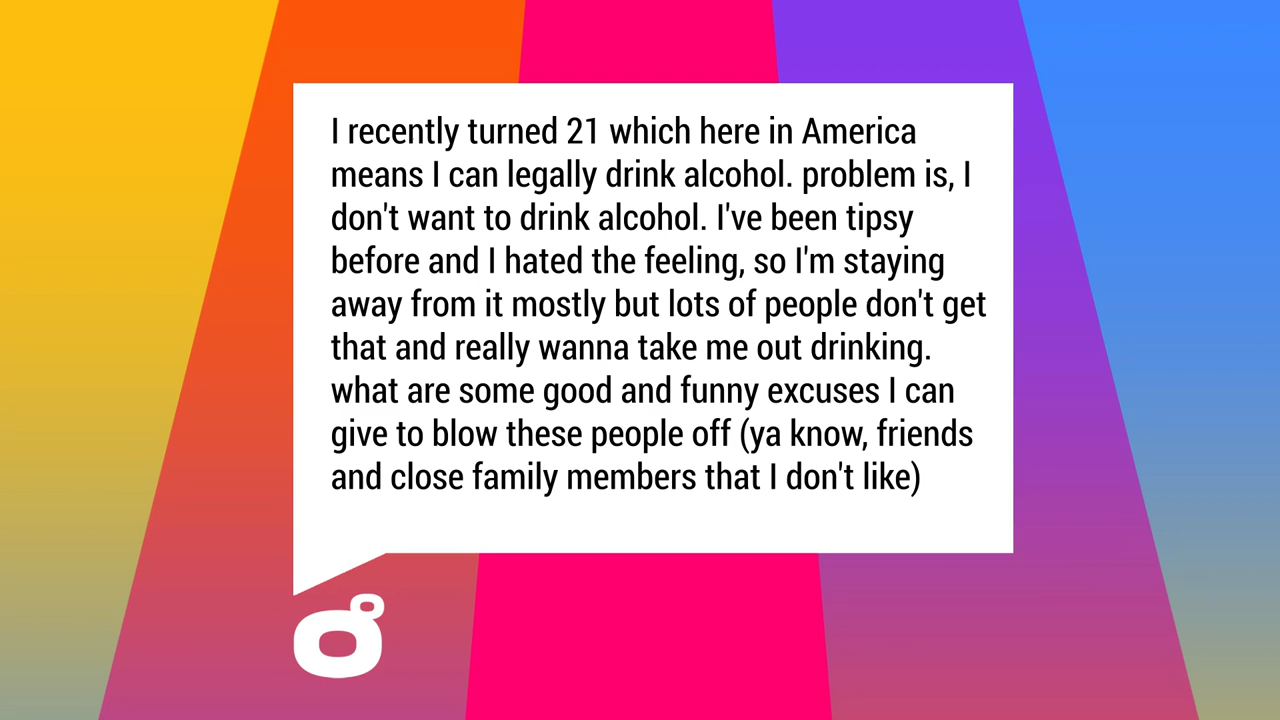 I recently turned 21 which here in America
means I can legally drink alcohol. problem is, I
don't want to drink alcohol. I've been tipsy
before and I hated the feeling, so I'm staying
away from it mostly but lots of people don't get
that and really wanna take me out drinking.
what are some good and funny excuses I can
give to blow these people off (ya know, friends
and close family members that I don't like)